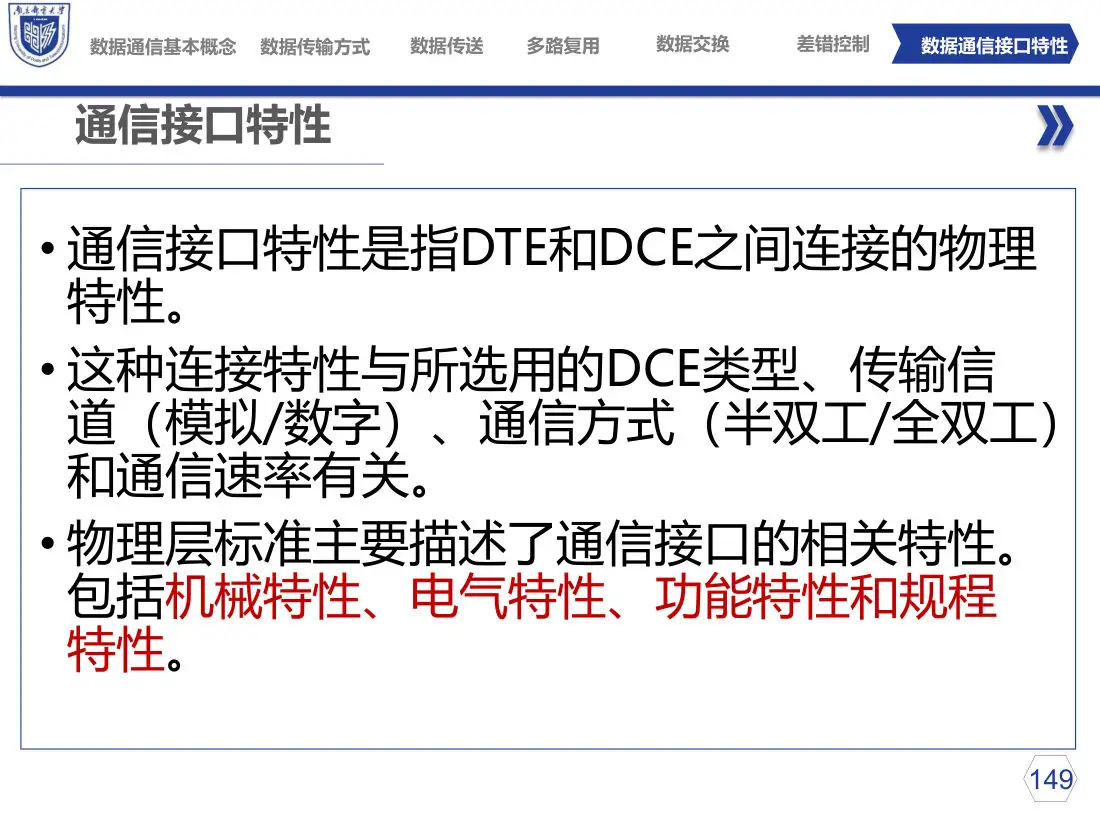 南京邮电大学
数据通信基本概念 数据传输方式 数据传送 多路复用 数据交换 差错控制 数据通信接口特性
通信接口特性
• 通信接口特性是指DTE和DCE之间连接的物理
特性。
• 这种连接特性与所选用的DCE类型、传输信
道（模拟/数字）、通信方式（半双工/全双工）
和通信速率有关。
• 物理层标准主要描述了通信接口的相关特性。
包括机械特性、电气特性、功能特性和规程
特性。
149